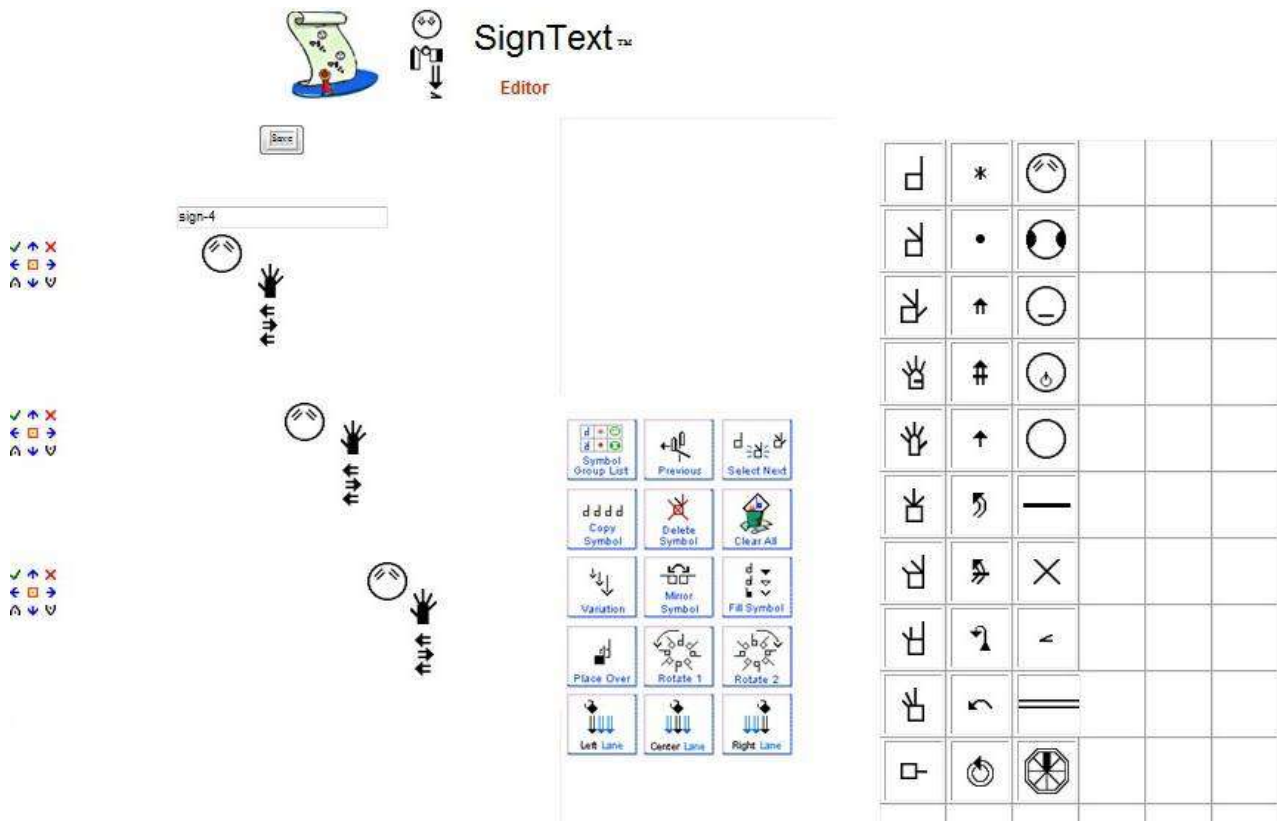 SignText™
Editor
Save
sign-4
Symbol Group List
Previous
Select Next
Copy Symbol
Delete Symbol
Clear All
Variation
Mirror Symbol
Fill Symbol
Place Over
Rotate 1
Rotate 2
Left Lane
Center Lane
Right Lane